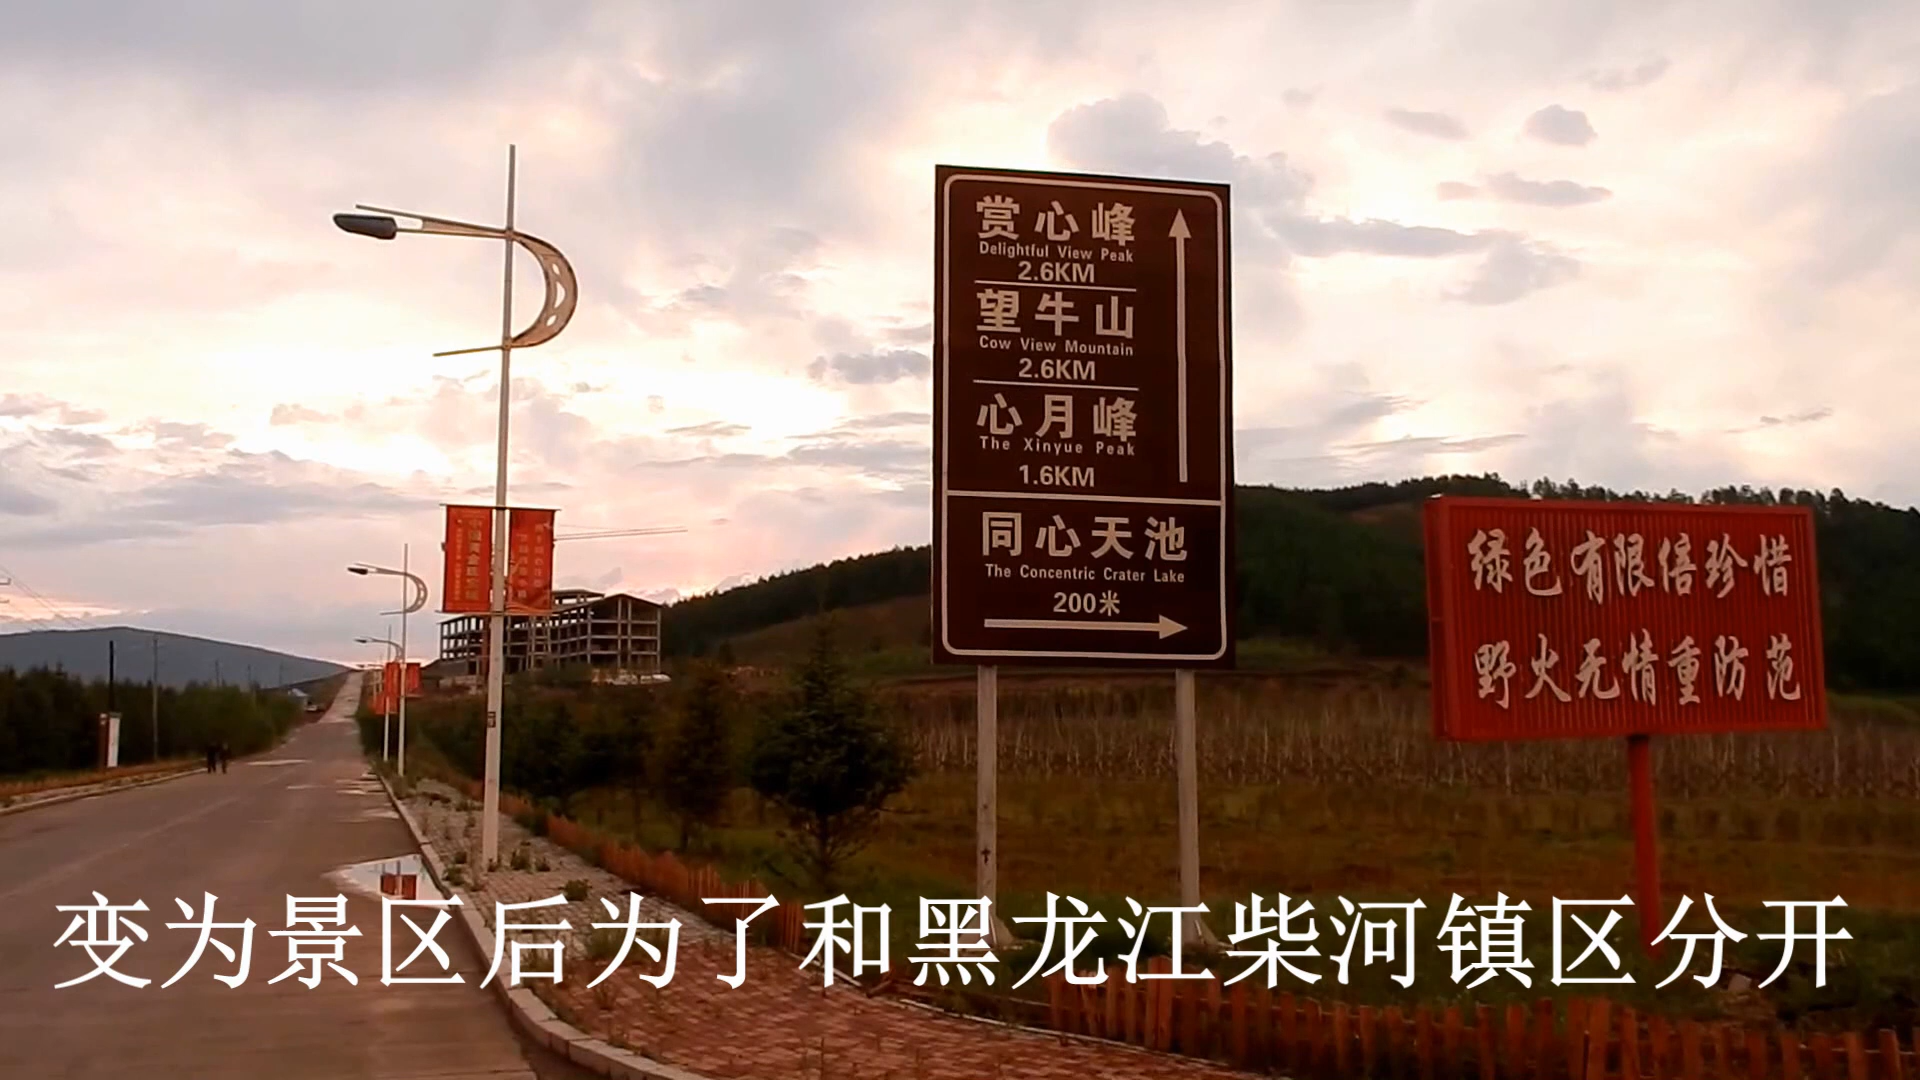 赏心峰
Delightful View Peak
2.6KM
望牛山
Cow View Mountain
2.6KM
心月峰
The Xinyue Peak
1.6KM
同心天池
The Concentric Crater Lake
200米
绿色有限倍珍惜
野火无情重防范
变为景区后为了和黑龙江柴河镇区分开